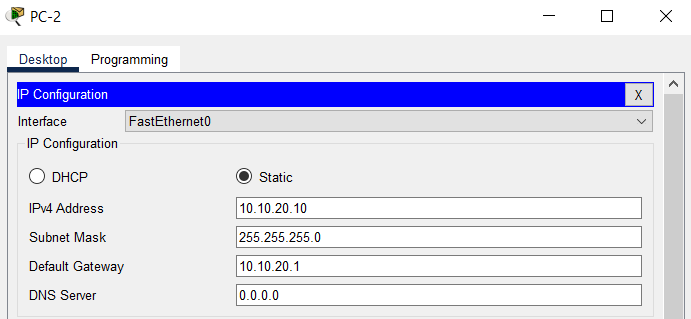 PC-2
Desktop Programming
IP Configuration X
Interface FastEthernet0
IP Configuration
DHCP Static
IPv4 Address 10.10.20.10
Subnet Mask 255.255.255.0
Default Gateway 10.10.20.1
DNS Server 0.0.0.0